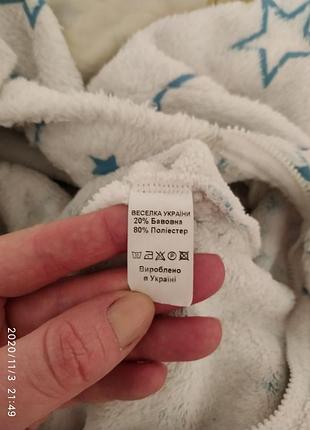 ВЕСЕЛКА УКРАЇНИ
20% Бавовна
80% Поліестер
Вироблено
в Україні
2020/11/3 21:49